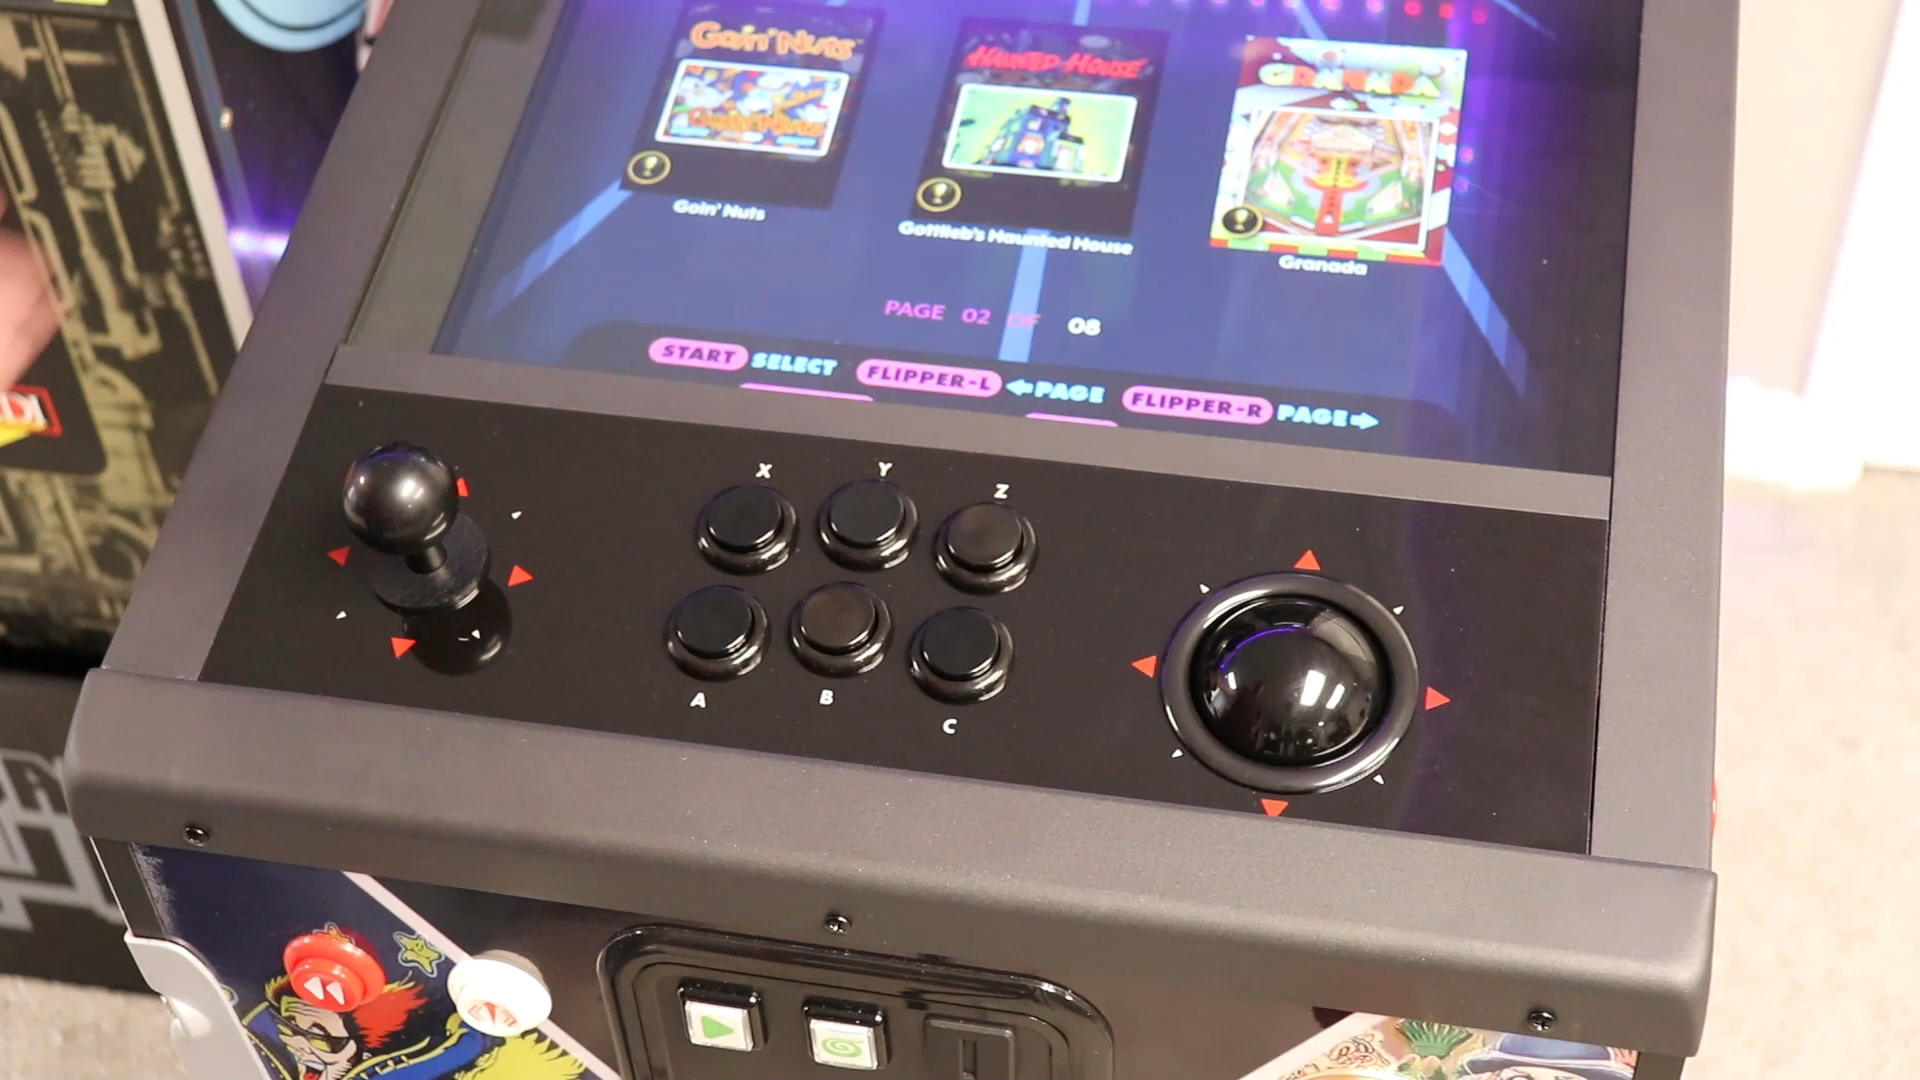 Goin' Nuts
HAUNTED HOUSE
GRANADA
Goin' Nuts
Gottlieb's Haunted House
Granada
PAGE 02 OF 08
START SELECT FLIPPER-L PAGE FLIPPER-R PAGE
X Y Z
A B C